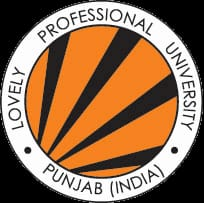 LOVELY PROFESSIONAL UNIVERSITY
PUNJAB (INDIA)